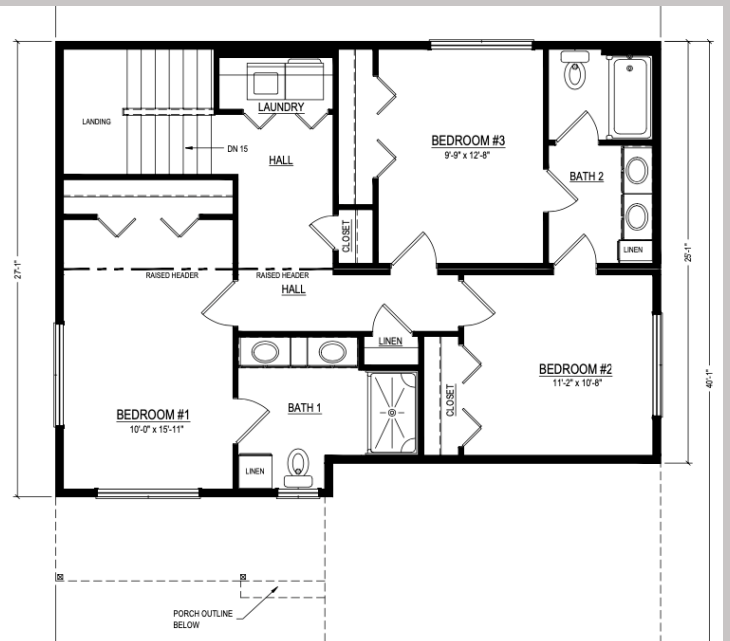 LAUNDRY
LANDING
DN 15
HALL
BEDROOM #3
9'-9" x 12'-8"
BATH 2
CLOSET
LINEN
27'-1"
25'-1"
RAISED HEADER
RAISED HEADER
HALL
LINEN
BEDROOM #2
11'-2" x 10'-8"
40'-1"
CLOSET
BEDROOM #1
10'-0" x 15'-11"
BATH 1
LINEN
PORCH OUTLINE
BELOW